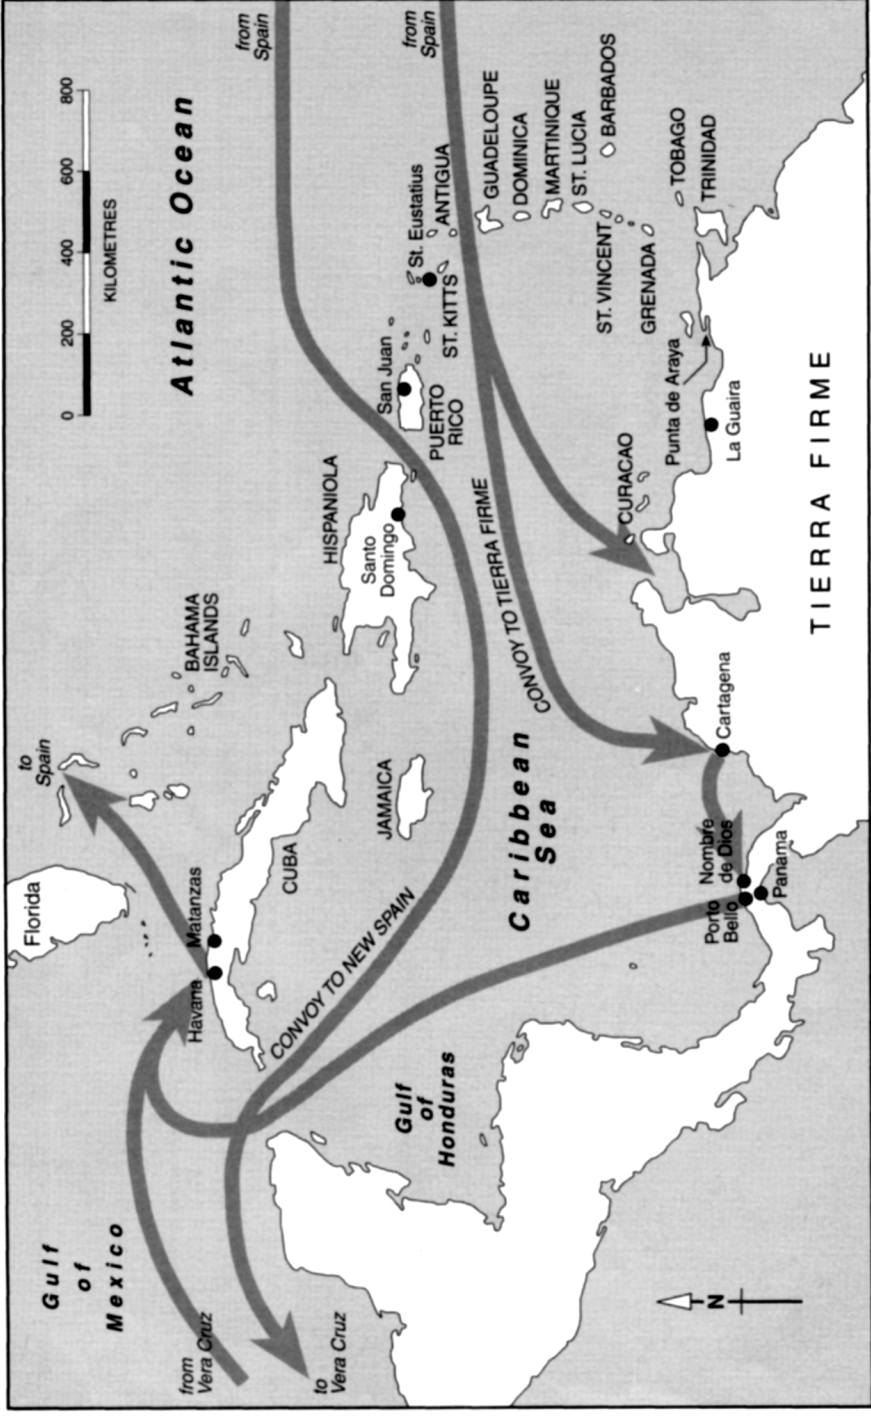 to
Spain
from
Spain
from
Spain
0 200 400 600 800
KILOMETRES
Atlantic Ocean
Gulf
of
Mexico
Florida
from
Vera Cruz
to
Vera Cruz
Havana
Matanzas
BAHAMA
ISLANDS
CUBA
CONVOY TO NEW SPAIN
HISPANIOLA
Santo
Domingo
JAMAICA
San Juan
PUERTO
RICO
St. Eustatius
ANTIGUA
ST. KITTS
GUADELOUPE
DOMINICA
MARTINIQUE
ST. LUCIA
BARBADOS
ST. VINCENT
GRENADA
TOBAGO
TRINIDAD
Gulf
of
Honduras
Caribbean
Sea
CONVOY TO TIERRA FIRME
CURACAO
Punta de Araya
La Guaira
Cartagena
Nombre
de Dios
Porto
Bello
Panama
TIERRA FIRME
N